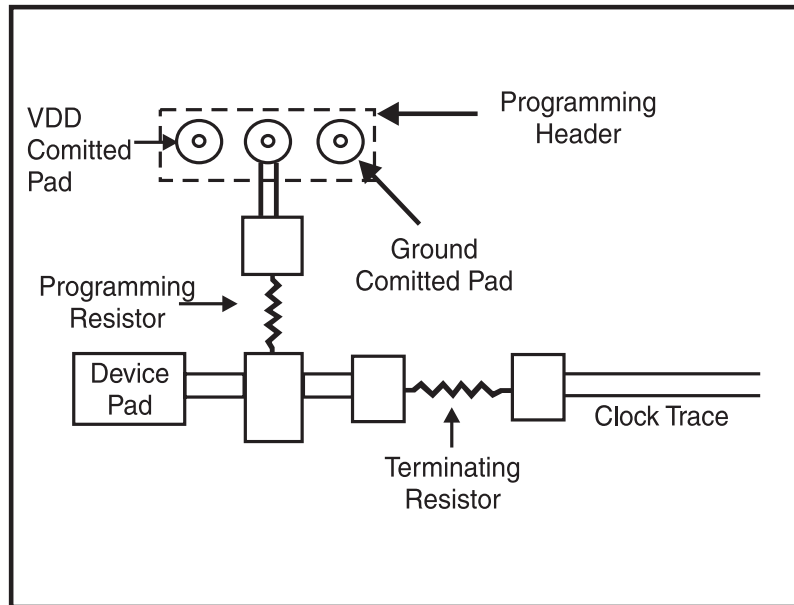 VDD
Comitted
Pad
Programming
Header
Ground
Comitted Pad
Programming
Resistor
Device
Pad
Clock Trace
Terminating
Resistor